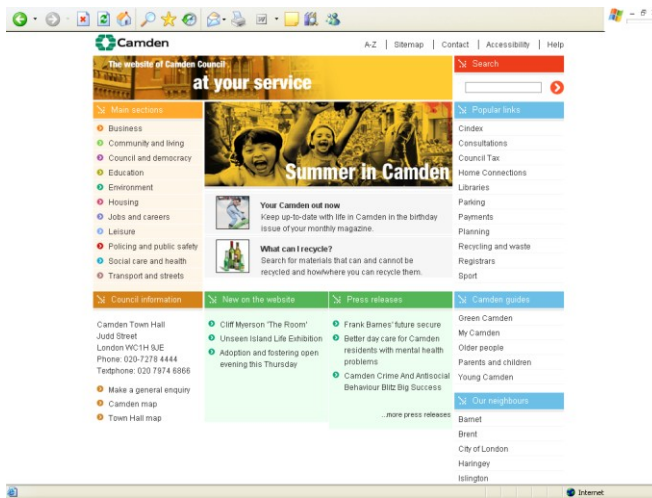 Camden
A-Z | Sitemap | Contact | Accessibility | Help
The website of Camden Council
at your service
Search
Main sections
Business
Community and living
Council and democracy
Education
Environment
Housing
Jobs and careers
Leisure
Policing and public safety
Social care and health
Transport and streets
Summer in Camden
Your Camden out now
Keep up-to-date with life in Camden in the birthday
issue of your monthly magazine.
What can I recycle?
Search for materials that can and cannot be
recycled and how/where you can recycle them.
Popular links
Cindex
Consultations
Council Tax
Home Connections
Libraries
Parking
Payments
Planning
Recycling and waste
Registrars
Sport
Council information
Camden Town Hall
Judd Street
London WC1H 9JE
Phone: 020-7278 4444
Textphone: 020 7974 6866
Make a general enquiry
Camden map
Town Hall map
New on the website
Cliff Myerson 'The Room'
Unseen Island Life Exhibition
Adoption and fostering open
evening this Thursday
Press releases
Frank Barnes' future secure
Better day care for Camden
residents with mental health
problems
Camden Crime And Antisocial
Behaviour Blitz Big Success
...more press releases
Camden guides
Green Camden
My Camden
Older people
Parents and children
Young Camden
Our neighbours
Barnet
Brent
City of London
Haringey
Islington
Internet